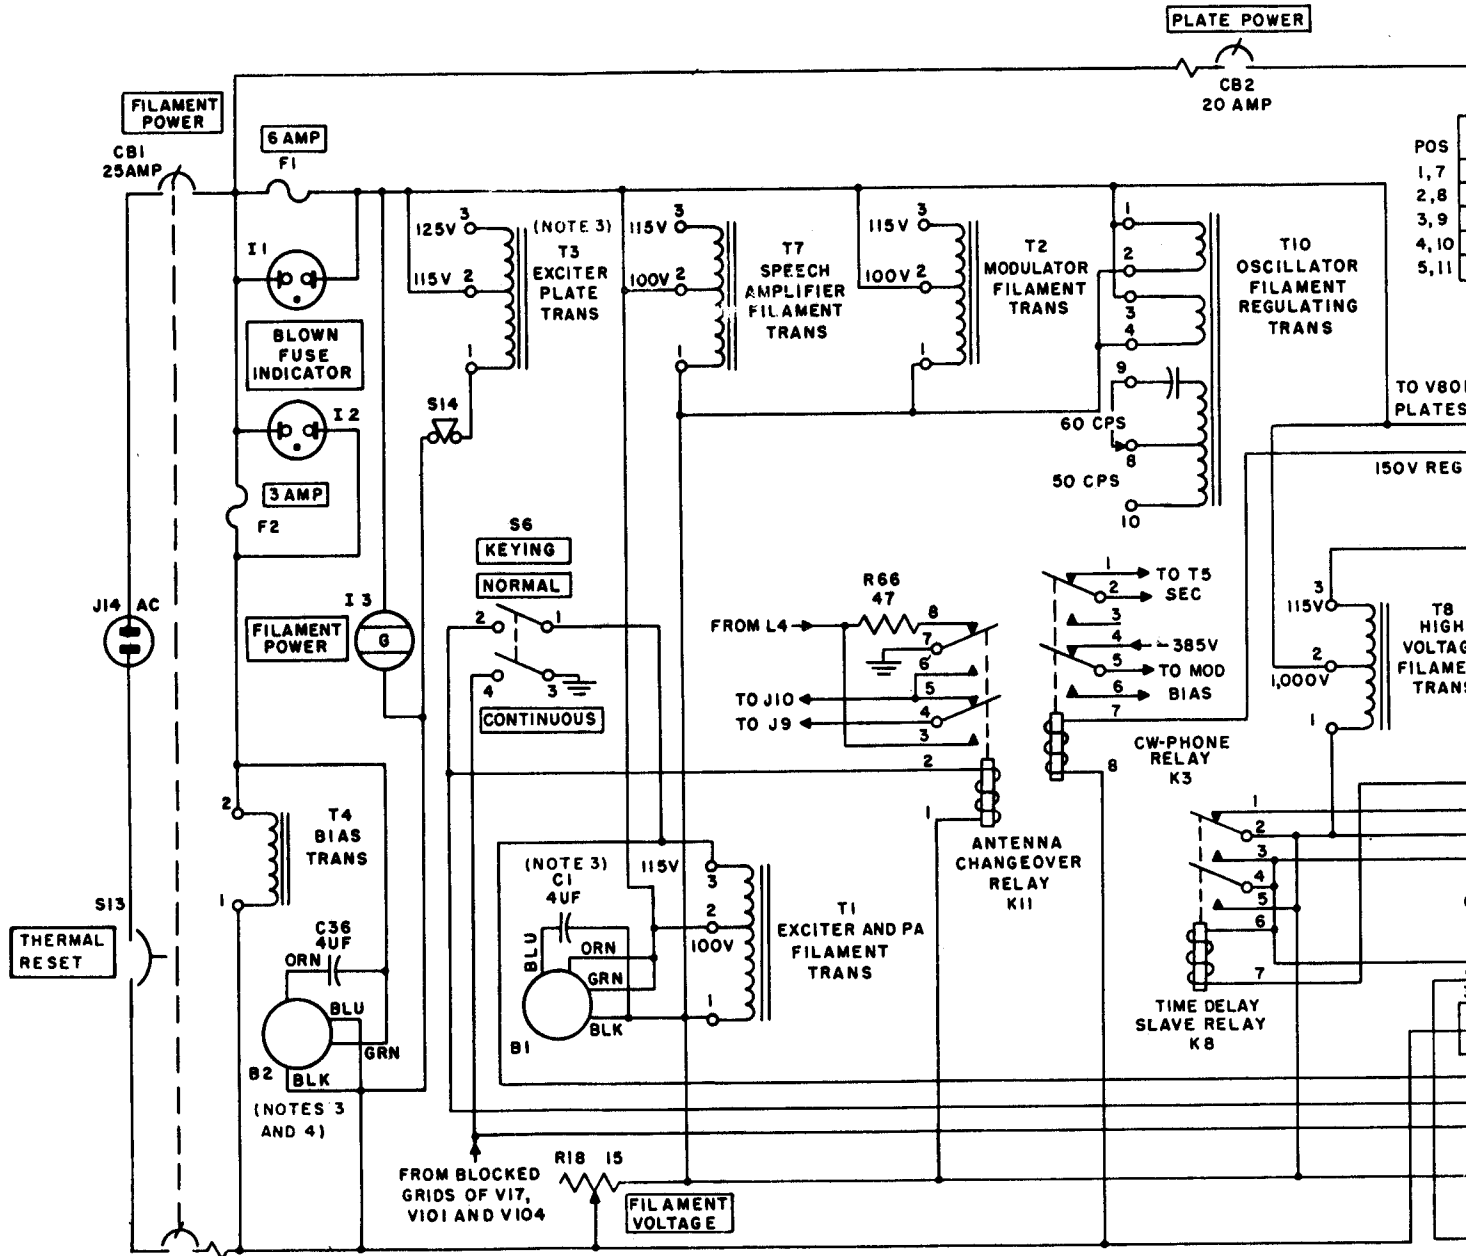 PLATE POWER
CB2
20 AMP
FILAMENT
POWER
CB1
25AMP
6 AMP
F1
POS
1,7
2,8
3,9
4,10
5,11
I1
BLOWN
FUSE
INDICATOR
I2
3 AMP
F2
125V
3
115V
2
1
(NOTE 3)
T3
EXCITER
PLATE
TRANS
S14
115V
3
100V
2
1
T7
SPEECH
AMPLIFIER
FILAMENT
TRANS
115V
3
100V
2
1
T2
MODULATOR
FILAMENT
TRANS
1
2
3
4
9
60 CPS
8
50 CPS
10
T10
OSCILLATOR
FILAMENT
REGULATING
TRANS
TO V801
PLATES
150V REG
S6
KEYING
NORMAL
2
1
4
3
CONTINUOUS
J14 AC
I3
FILAMENT
POWER
G
R66
47
FROM L4
8
7
6
TO J10
5
TO J9
4
3
2
1
ANTENNA
CHANGEOVER
RELAY
K11
1
TO T5
2
SEC
3
4
-385V
5
TO MOD
6
BIAS
7
8
CW-PHONE
RELAY
K3
3
115V
2
1,000V
1
T8
HIGH
TRANS
2
T4
BIAS
TRANS
1
S13
THERMAL
RESET
C36
4UF
ORN
BLU
GRN
B2
BLK
(NOTES 3
AND 4)
(NOTE 3)
C1
4UF
115V
3
2
100V
1
BLU
ORN
GRN
BLK
B1
T1
EXCITER AND PA
FILAMENT
TRANS
1
2
3
4
5
6
7
TIME DELAY
SLAVE RELAY
K8
FROM BLOCKED
GRIDS OF V17,
V101 AND V104
R18 15
FILAMENT
VOLTAGE